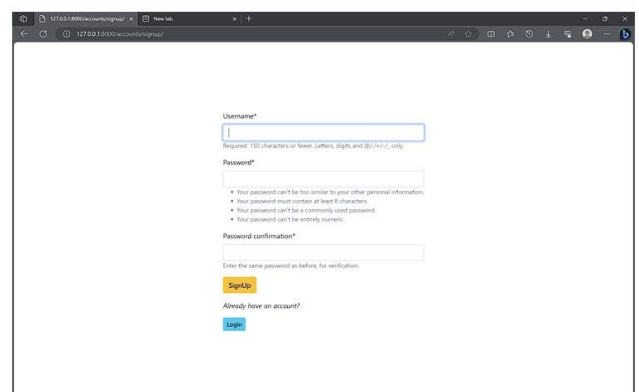 127.0.0.1:8000/accounts/signup/
New tab
127.0.0.1:8000/accounts/signup/
Username*
Required. 150 characters or fewer. Letters, digits and @/./+/-/_ only.
Password*
Your password can't be too similar to your other personal information.
Your password must contain at least 8 characters.
Your password can't be a commonly used password.
Your password can't be entirely numeric.
Password confirmation*
Enter the same password as before, for verification.
SignUp
Already have an account?
LogIn